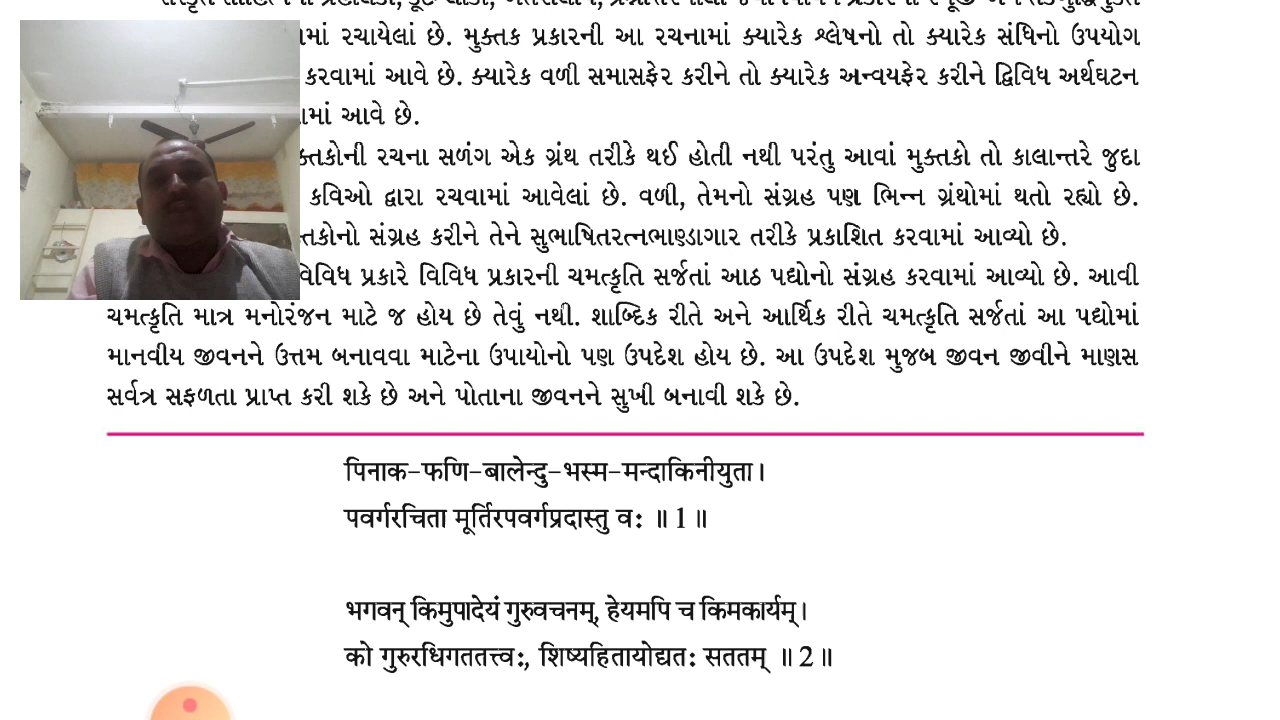 માં રચાયેલાં છે. મુક્તક પ્રકારની આ રચનામાં ક્યારેક શ્લેષનો તો ક્યારેક સંધિનો ઉપયોગ
કરવામાં આવે છે. ક્યારેક વળી સમાસફેર કરીને તો ક્યારેક અન્વયફેર કરીને દ્વિવિધ અર્થઘટન
માં આવે છે.
ક્તકોની રચના સળંગ એક ગ્રંથ તરીકે થઈ હોતી નથી પરંતુ આવાં મુક્તકો તો કાલાન્તરે જુદા
કવિઓ દ્વારા રચવામાં આવેલાં છે. વળી, તેમનો સંગ્રહ પણ ભિન્ન ગ્રંથોમાં થતો રહ્યો છે.
તકોનો સંગ્રહ કરીને તેને સુભાષિતરત્નભાણ્ડાગાર તરીકે પ્રકાશિત કરવામાં આવ્યો છે.
વિવિધ પ્રકારે વિવિધ પ્રકારની ચમત્કૃતિ સર્જતાં આઠ પદ્યોનો સંગ્રહ કરવામાં આવ્યો છે. આવી
ચમત્કૃતિ માત્ર મનોરંજન માટે જ હોય છે તેવું નથી. શાબ્દિક રીતે અને આર્થિક રીતે ચમત્કૃતિ સર્જતાં આ પદ્યોમાં
માનવીય જીવનને ઉત્તમ બનાવવા માટેના ઉપાયોનો પણ ઉપદેશ હોય છે. આ ઉપદેશ મુજબ જીવન જીવીને માણસ
સર્વત્ર સફળતા પ્રાપ્ત કરી શકે છે અને પોતાના જીવનને સુખી બનાવી શકે છે.
पिनाक-फणि-बालेन्दु-भस्म-मन्दाकिनीयुता।
पवर्गरचिता मूर्तिरपवर्गप्रदास्तु वः ॥ 1 ॥
भगवन् किमुपादेयं गुरुवचनम्, हेयमपि च किमकार्यम्।
को गुरुरधिगततत्त्वः, शिष्यहितायोद्यतः सततम् ॥ 2 ॥